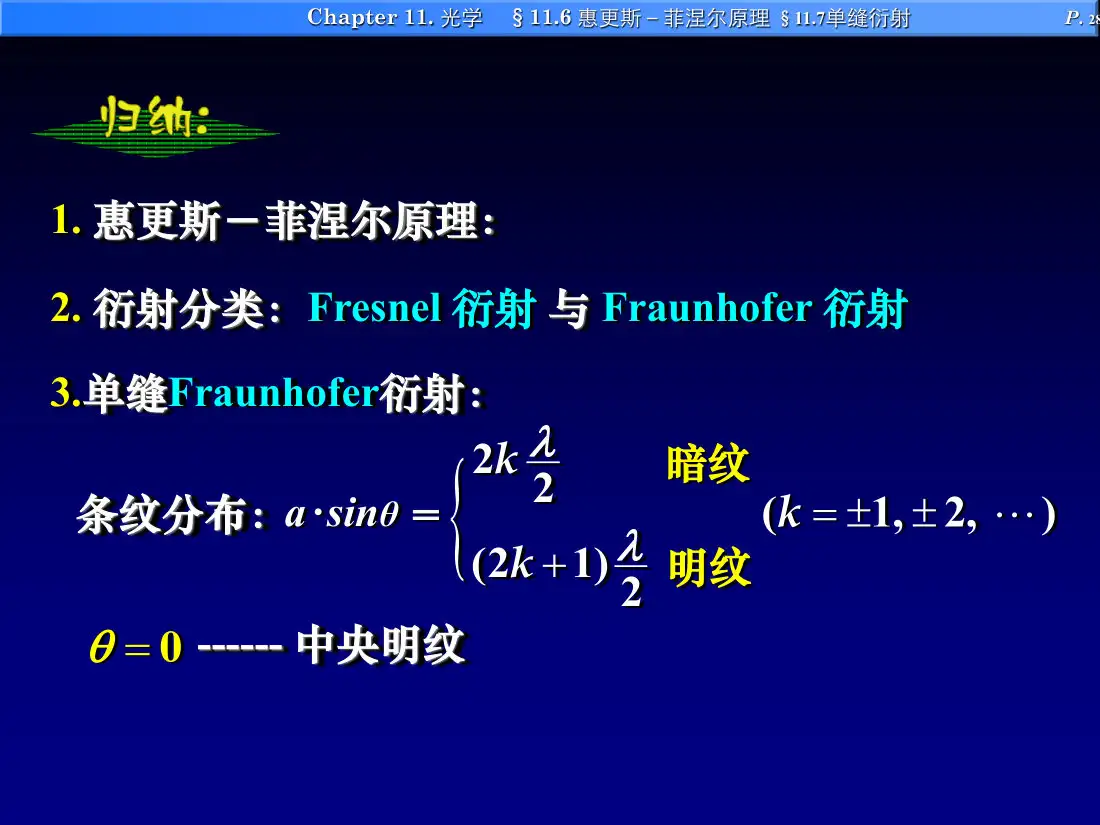 Chapter 11. 光学 §11.6 惠更斯－菲涅尔原理 §11.7单缝衍射 P. 28
归纳：
1. 惠更斯－菲涅尔原理：
2. 衍射分类：Fresnel 衍射 与 Fraunhofer 衍射
3.单缝Fraunhofer衍射：
2k λ/2 暗纹
条纹分布：a·sinθ = (k = ±1, ± 2, ⋯)
(2k + 1) λ/2 明纹
θ = 0 ------ 中央明纹